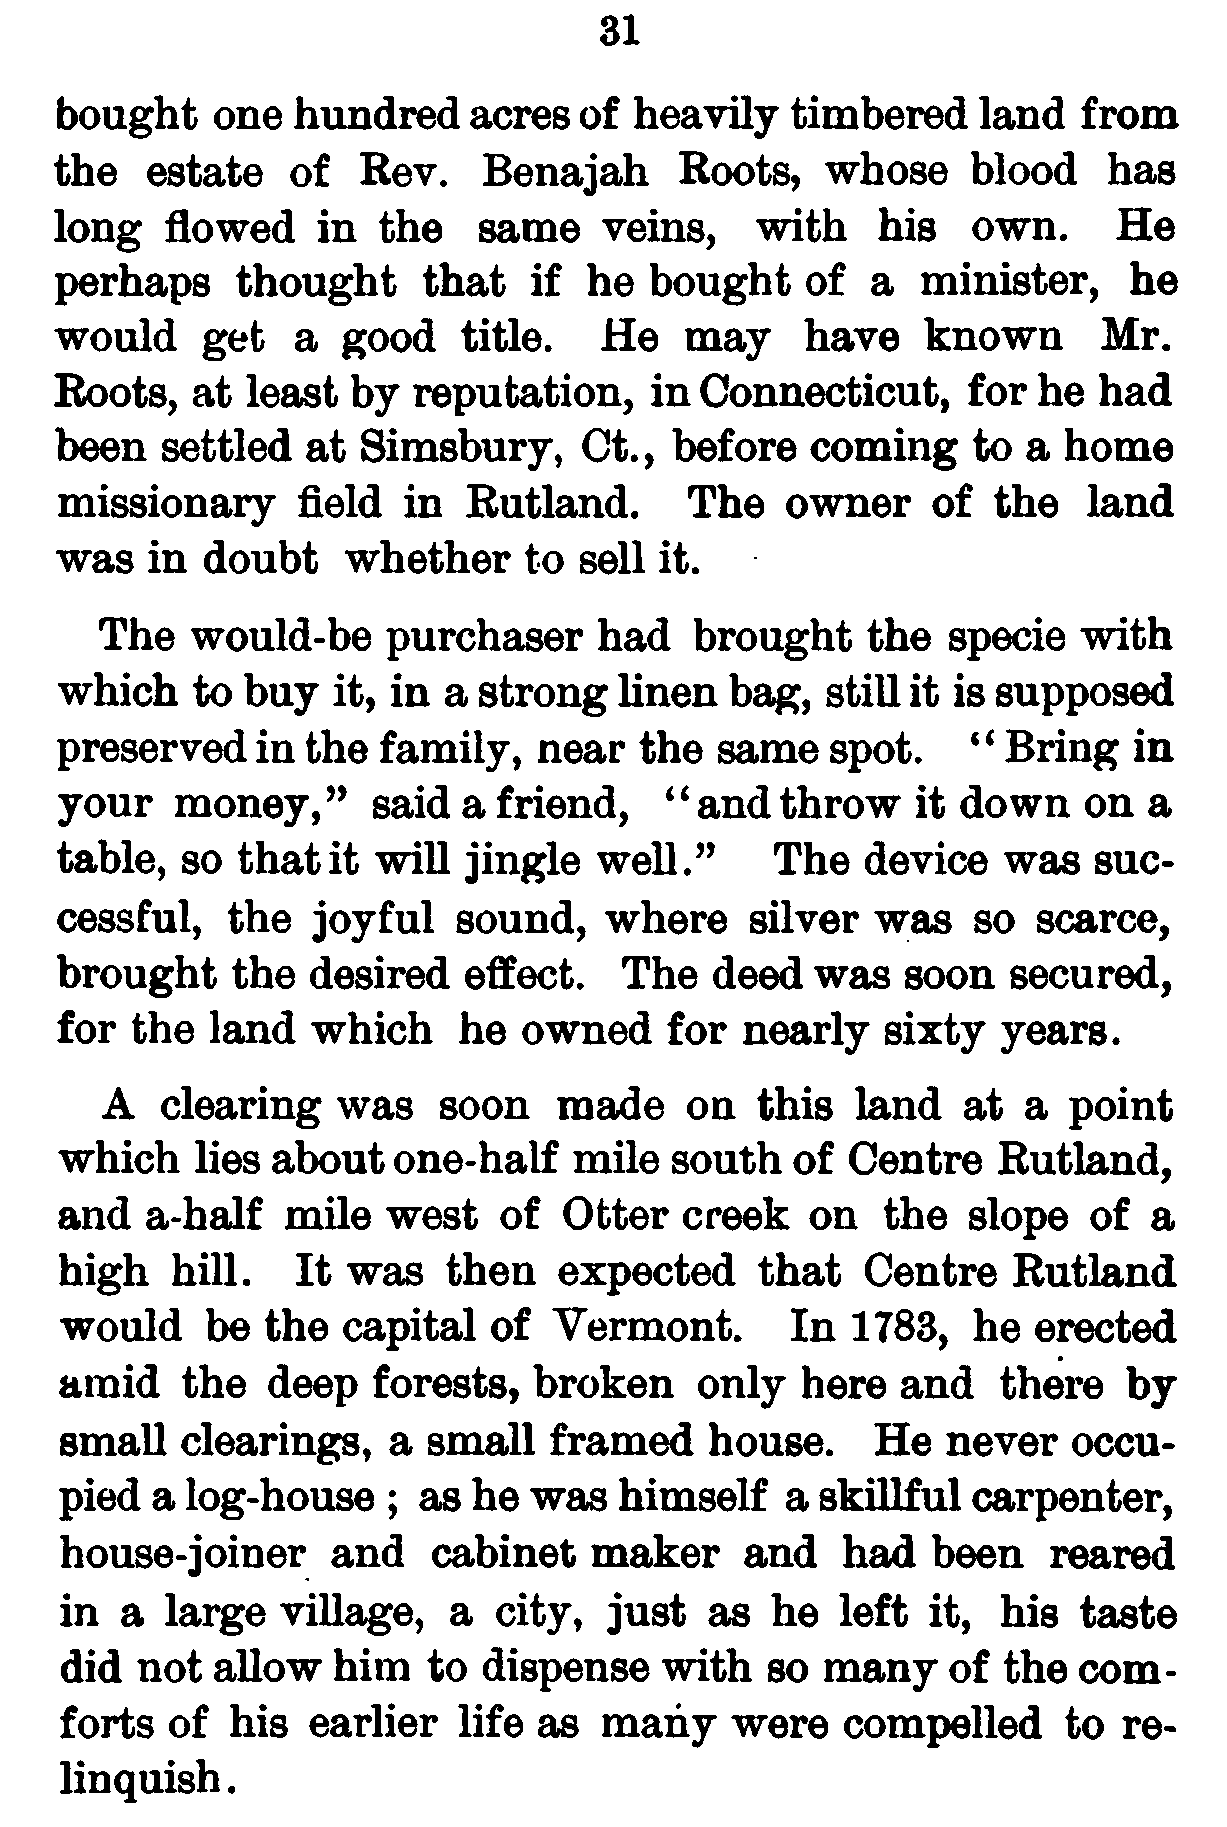 31
bought one hundred acres of heavily timbered land from
the estate of Rev. Benajah Roots, whose blood has
long flowed in the same veins, with his own. He
perhaps thought that if he bought of a minister, he
would get a good title. He may have known Mr.
Roots, at least by reputation, in Connecticut, for he had
been settled at Simsbury, Ct., before coming to a home
missionary field in Rutland. The owner of the land
was in doubt whether to sell it.
The would-be purchaser had brought the specie with
which to buy it, in a strong linen bag, still it is supposed
preserved in the family, near the same spot. “Bring in
your money,” said a friend, “and throw it down on a
table, so that it will jingle well.” The device was suc-
cessful, the joyful sound, where silver was so scarce,
brought the desired effect. The deed was soon secured,
for the land which he owned for nearly sixty years.
A clearing was soon made on this land at a point
which lies about one-half mile south of Centre Rutland,
and a-half mile west of Otter creek on the slope of a
high hill. It was then expected that Centre Rutland
would be the capital of Vermont. In 1783, he erected
amid the deep forests, broken only here and there by
small clearings, a small framed house. He never occu-
pied a log-house ; as he was himself a skillful carpenter,
house-joiner and cabinet maker and had been reared
in a large village, a city, just as he left it, his taste
did not allow him to dispense with so many of the com-
forts of his earlier life as many were compelled to re-
linquish.